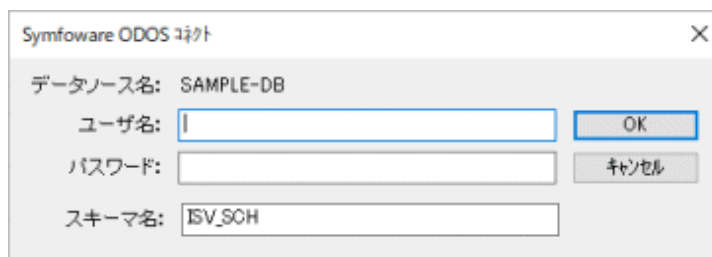 Symfoware ODOS ｺﾈｸﾄ
データソース名: SAMPLE-DB
ユーザ名:
OK
パスワード:
ｷｬﾝｾﾙ
スキーマ名: ISV_SCH